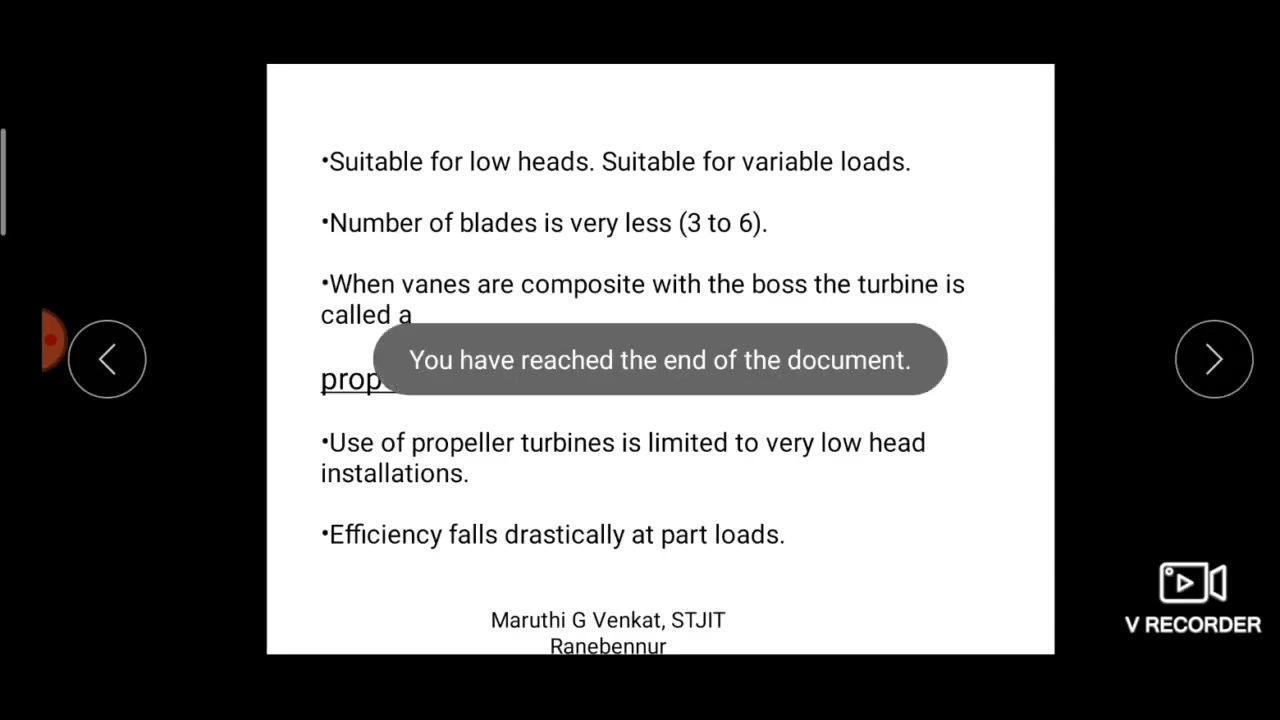 •Suitable for low heads. Suitable for variable loads.
•Number of blades is very less (3 to 6).
•When vanes are composite with the boss the turbine is
called a
You have reached the end of the document.
•Use of propeller turbines is limited to very low head
installations.
•Efficiency falls drastically at part loads.
Maruthi G Venkat, STJIT
Ranebennur
V RECORDER